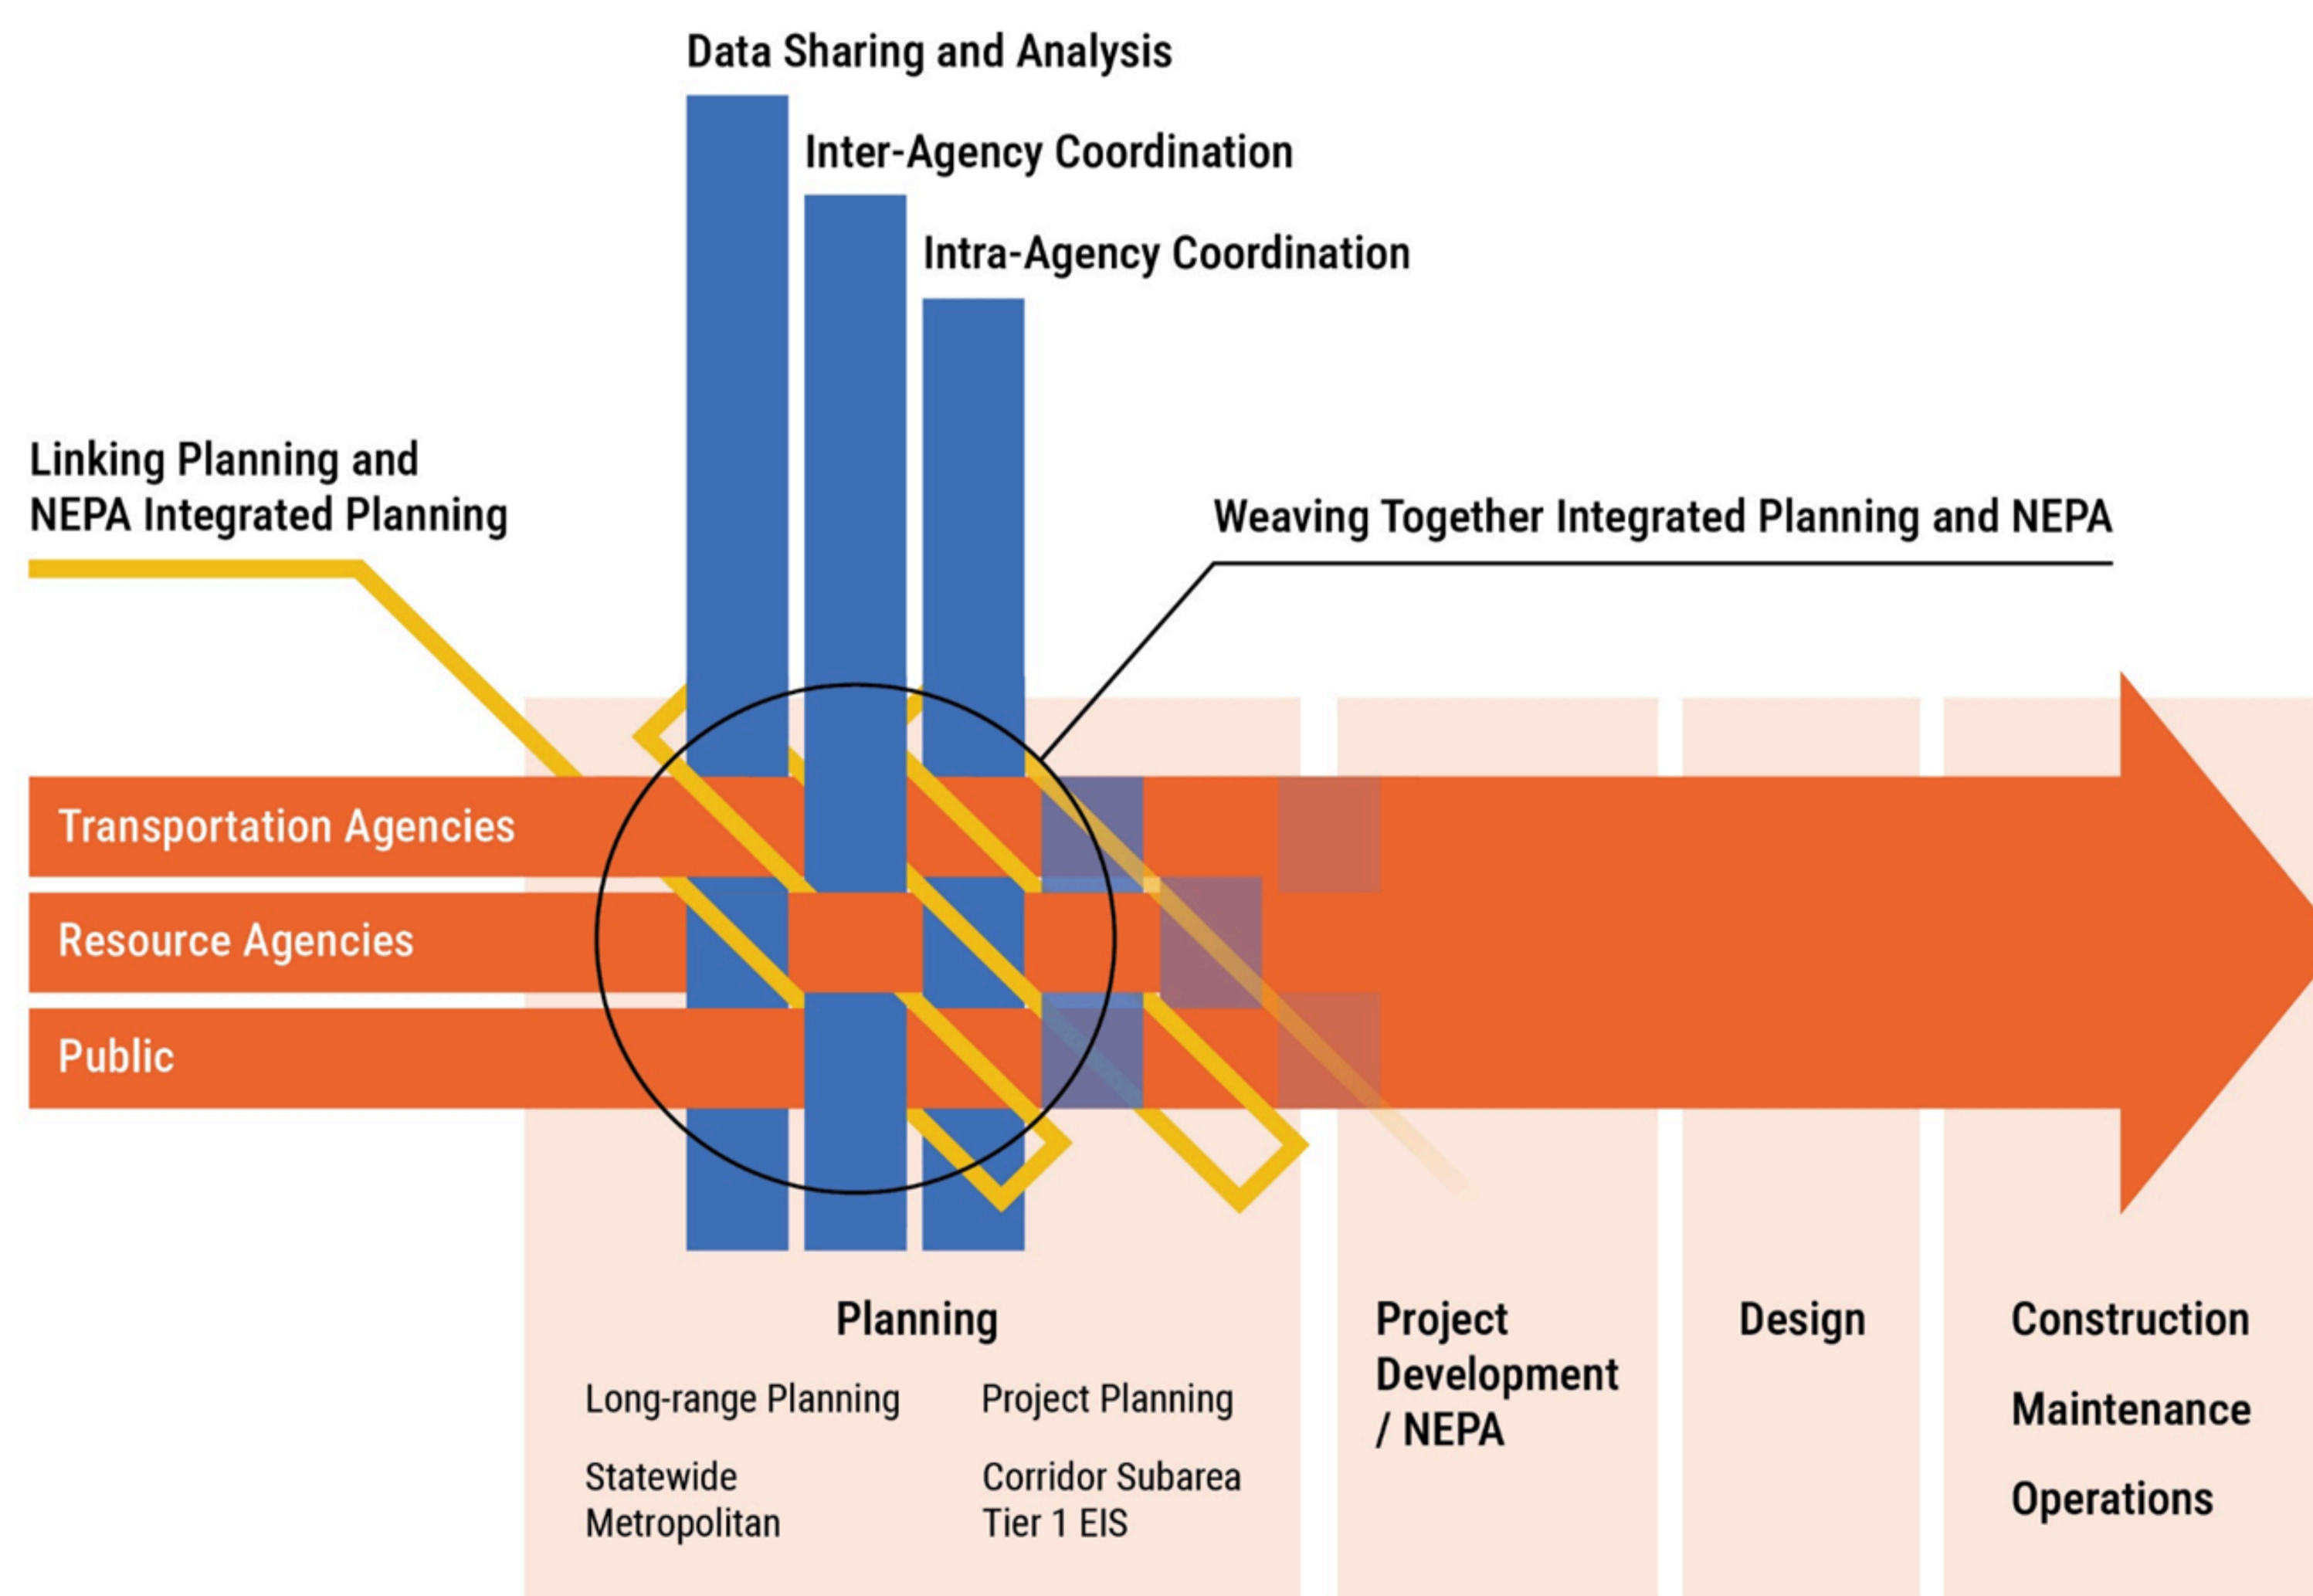 Data Sharing and Analysis
Inter-Agency Coordination
Intra-Agency Coordination
Linking Planning and
NEPA Integrated Planning
Weaving Together Integrated Planning and NEPA
Transportation Agencies
Resource Agencies
Public
Planning
Long-range Planning
Statewide
Metropolitan
Project Planning
Corridor Subarea
Tier 1 EIS
Project
Development
/ NEPA
Design
Construction
Maintenance
Operations